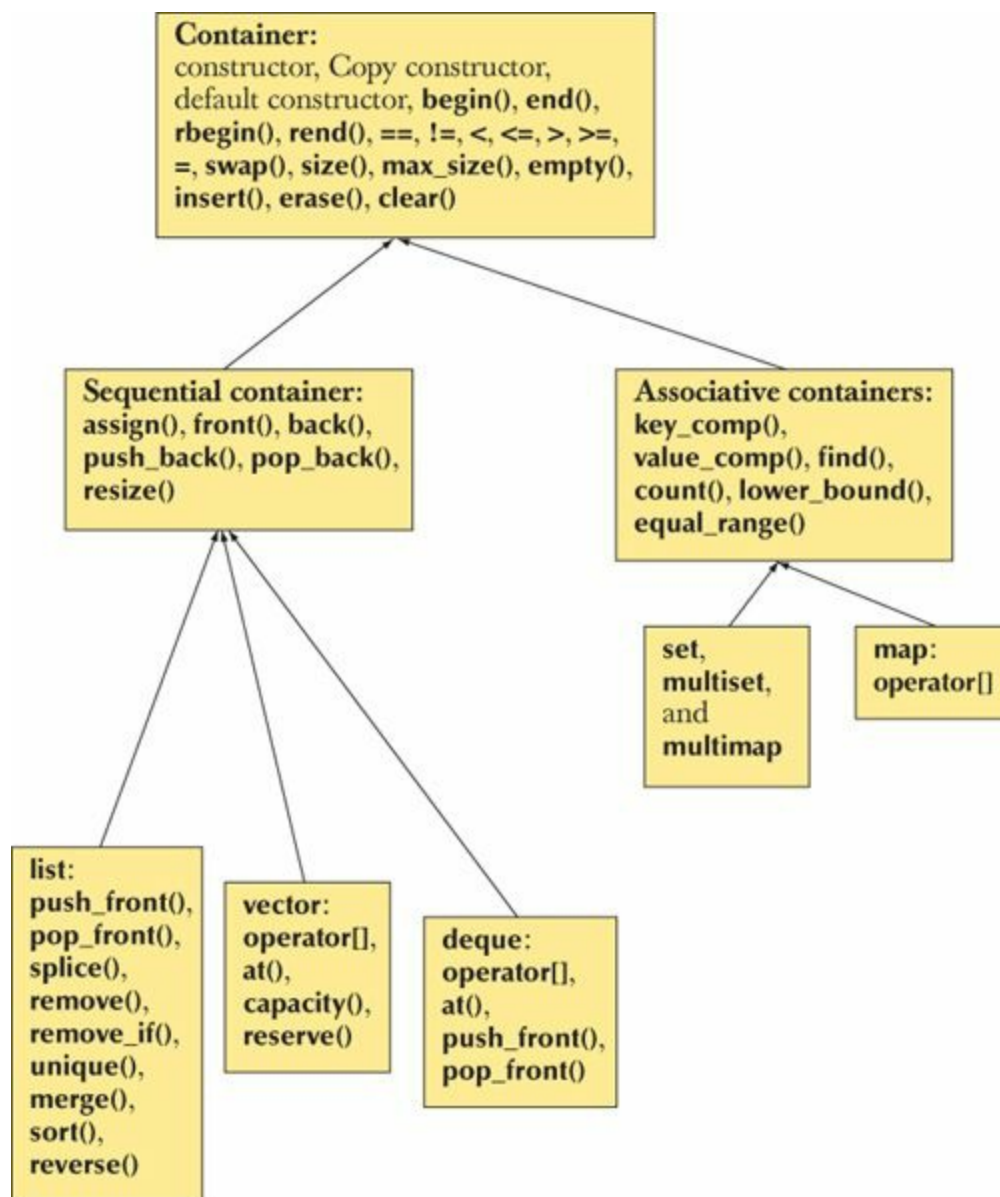 Container:
constructor, Copy constructor,
default constructor, begin(), end(),
rbegin(), rend(), ==, !=, <, <=, >, >=,
=, swap(), size(), max_size(), empty(),
insert(), erase(), clear()
Sequential container:
assign(), front(), back(),
push_back(), pop_back(),
resize()
Associative containers:
key_comp(),
value_comp(), find(),
count(), lower_bound(),
equal_range()
set,
multiset,
and
multimap
map:
operator[]
list:
push_front(),
pop_front(),
splice(),
remove(),
remove_if(),
unique(),
merge(),
sort(),
reverse()
vector:
operator[],
at(),
capacity(),
reserve()
deque:
operator[],
at(),
push_front(),
pop_front()